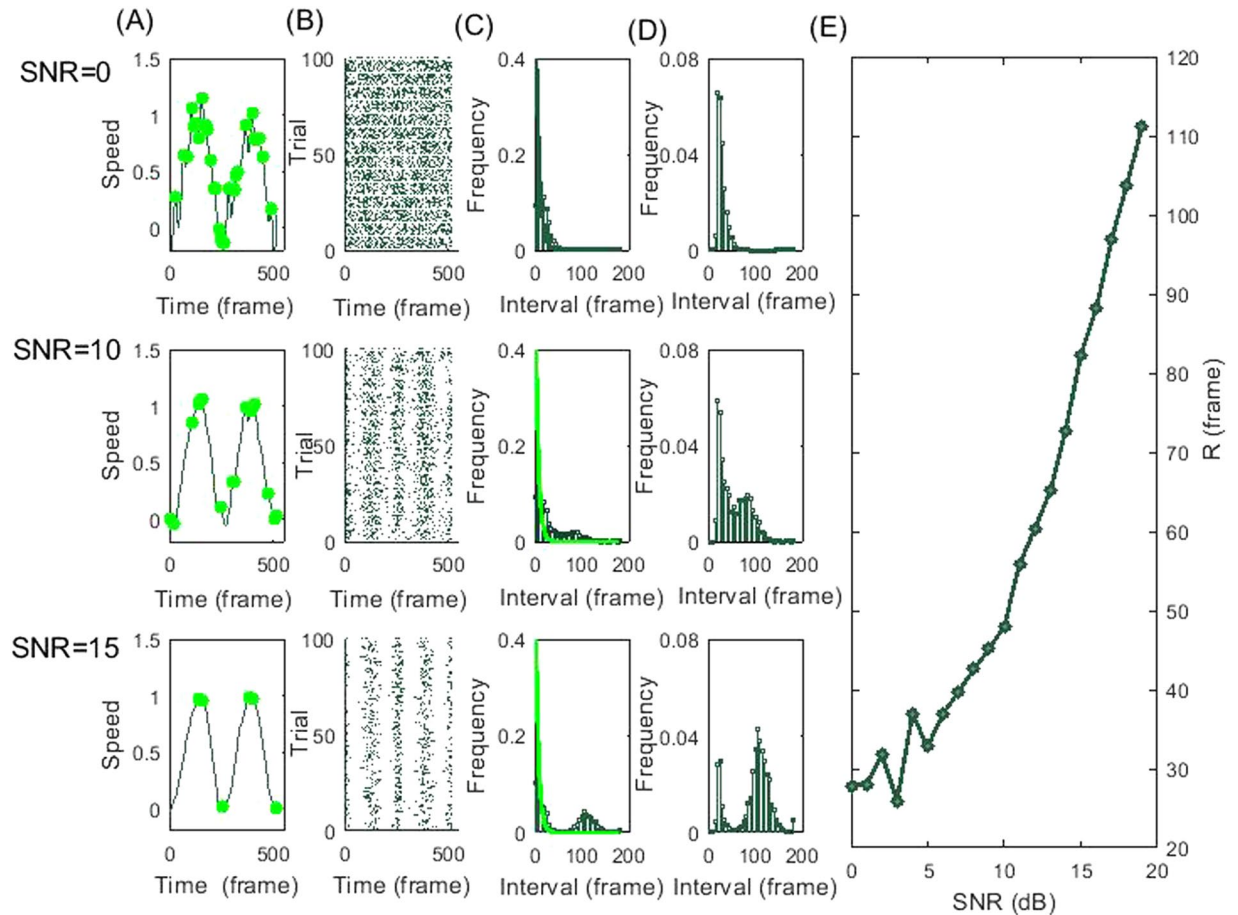 (A) (B) (C) (D) (E)
SNR=0
1.5
1
0.5
0
Speed
0 500
Time (frame)
100
50
0
Trial
0 500
Time (frame)
0.4
0.2
0
Frequency
0 100 200
Interval (frame)
0.08
0.04
0
Frequency
0 100 200
Interval (frame)
SNR=10
1.5
1
0.5
0
Speed
0 500
Time (frame)
100
50
0
Trial
0 500
Time (frame)
0.4
0.2
0
Frequency
0 100 200
Interval (frame)
0.08
0.04
0
Frequency
0 100 200
Interval (frame)
SNR=15
1.5
1
0.5
0
Speed
0 500
Time (frame)
100
50
0
Trial
0 500
Time (frame)
0.4
0.2
0
Frequency
0 100 200
Interval (frame)
0.08
0.04
0
Frequency
0 100 200
Interval (frame)
120
110
100
90
80
70
60
50
40
30
20
R (frame)
0 5 10 15 20
SNR (dB)